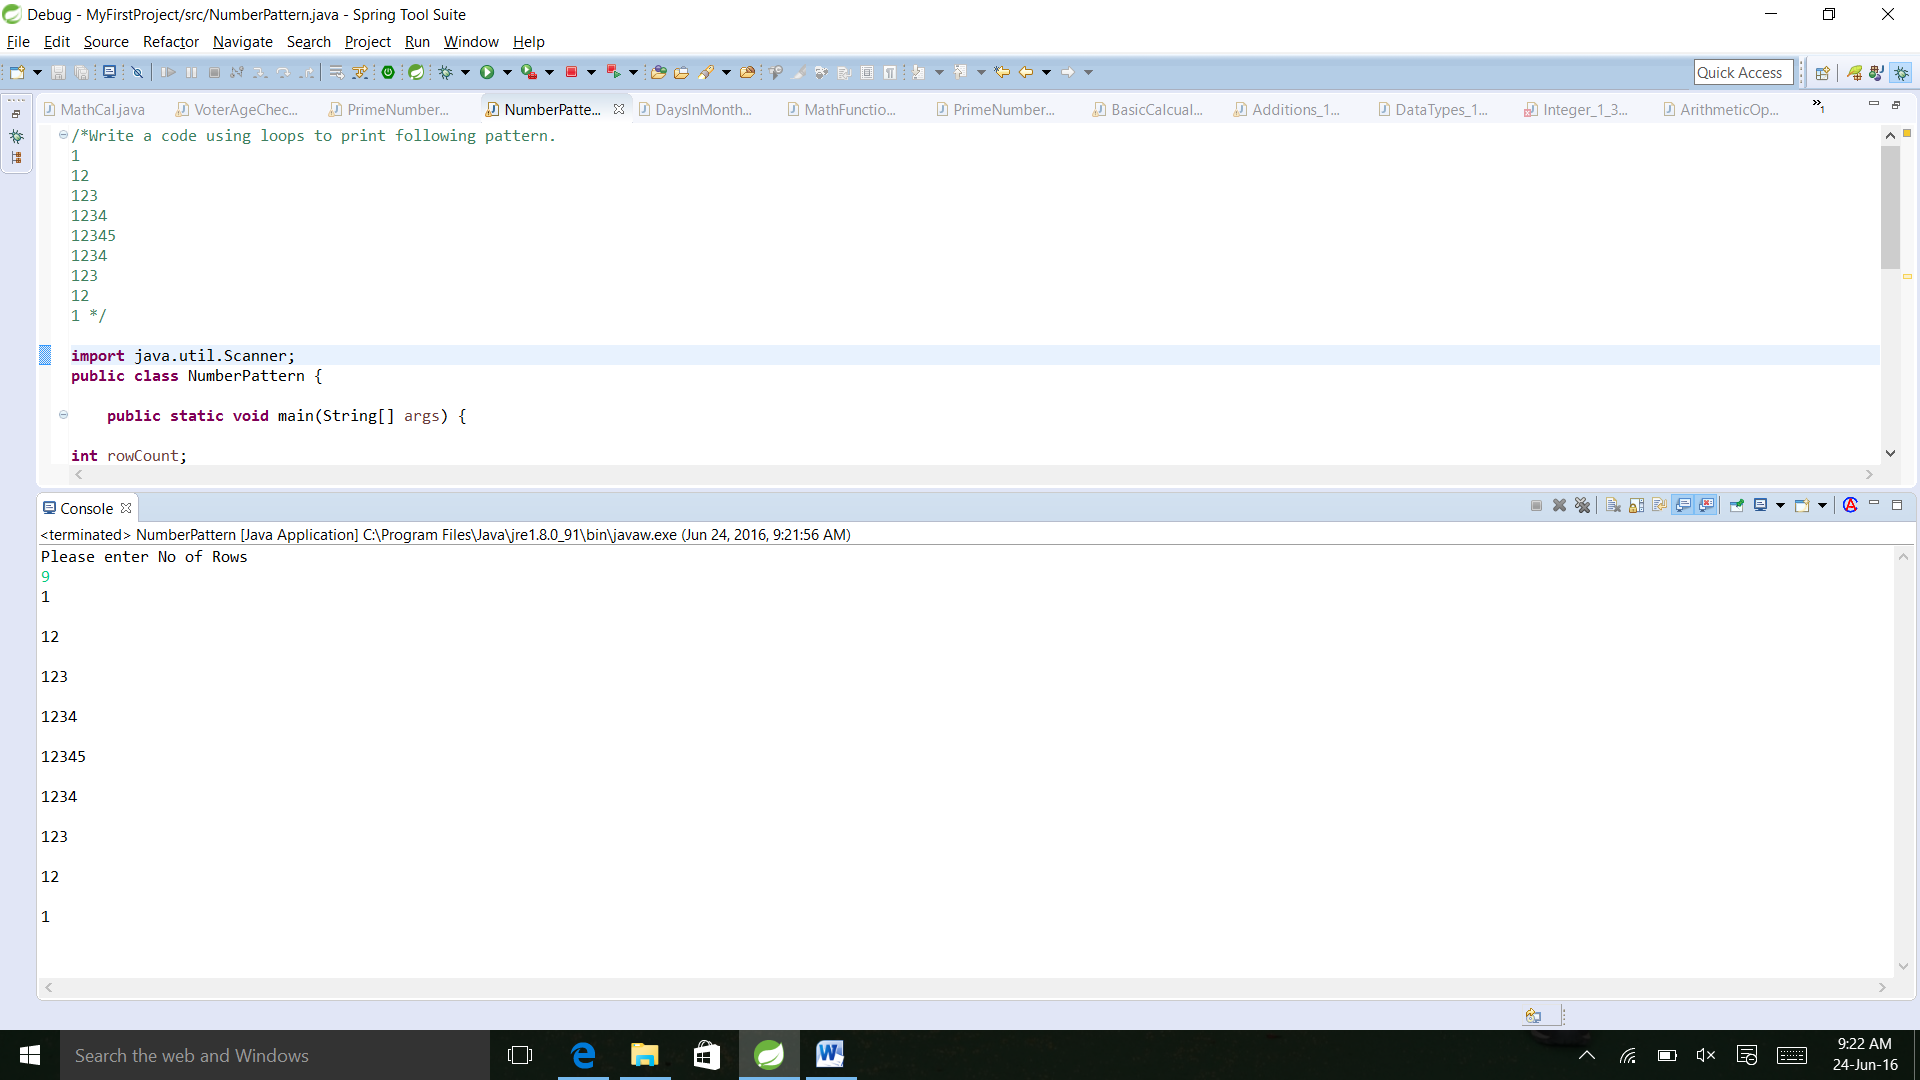 Debug - MyFirstProject/src/NumberPattern.java - Spring Tool Suite
File Edit Source Refactor Navigate Search Project Run Window Help
Quick Access
MathCal.java VoterAgeChec... PrimeNumber... NumberPatte... DaysInMonth... MathFunctio... PrimeNumber... BasicCalcual... Additions_1... DataTypes_1... Integer_1_3... ArithmeticOp... »1
/*Write a code using loops to print following pattern.
1
12
123
1234
12345
1234
123
12
1 */
import java.util.Scanner;
public class NumberPattern {
public static void main(String[] args) {
int rowCount;
Console
<terminated> NumberPattern [Java Application] C:\Program Files\Java\jre1.8.0_91\bin\javaw.exe (Jun 24, 2016, 9:21:56 AM)
Please enter No of Rows
9
1
12
123
1234
12345
1234
123
12
1
Search the web and Windows
9:22 AM
24-Jun-16